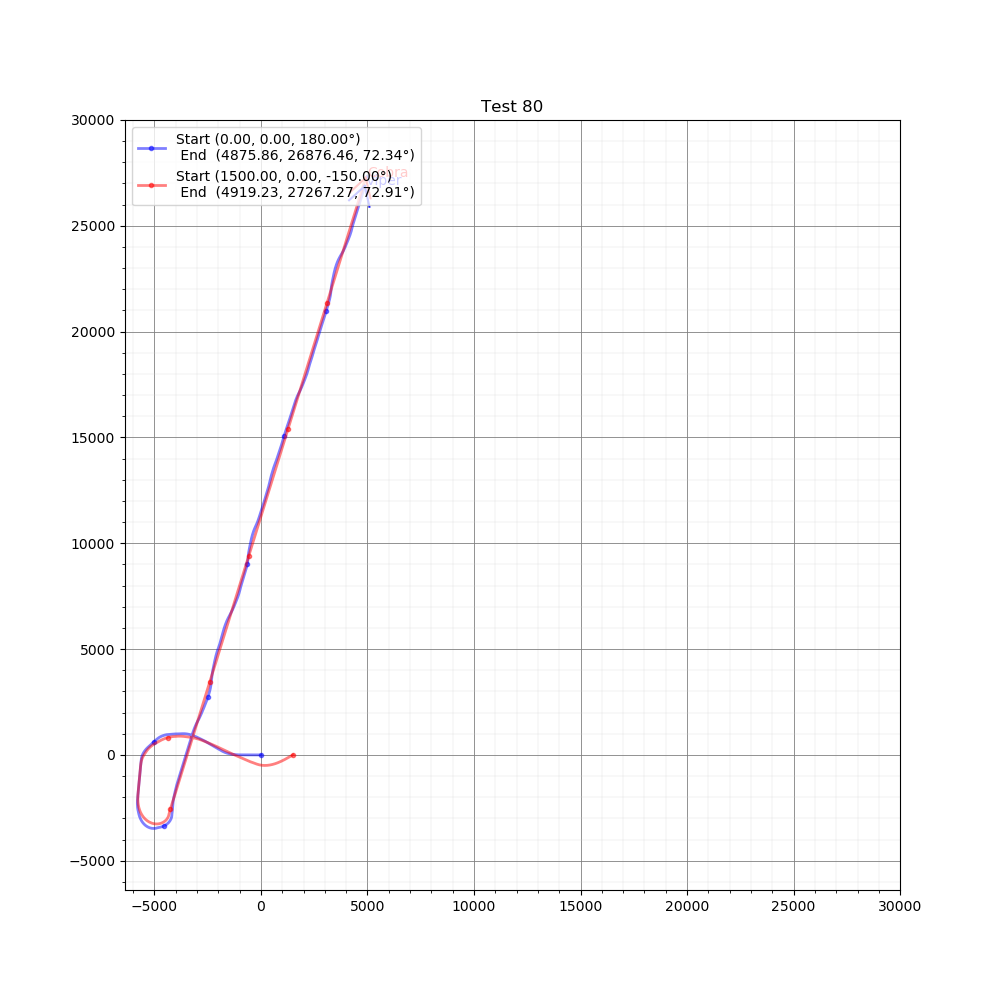 Test 80
Start (0.00, 0.00, 180.00°)
End (4875.86, 26876.46, 72.34°)
Start (1500.00, 0.00, -150.00°)
End (4919.23, 27267.27, 72.91°)
30000
25000
20000
15000
10000
5000
0
−5000
−5000 0 5000 10000 15000 20000 25000 30000